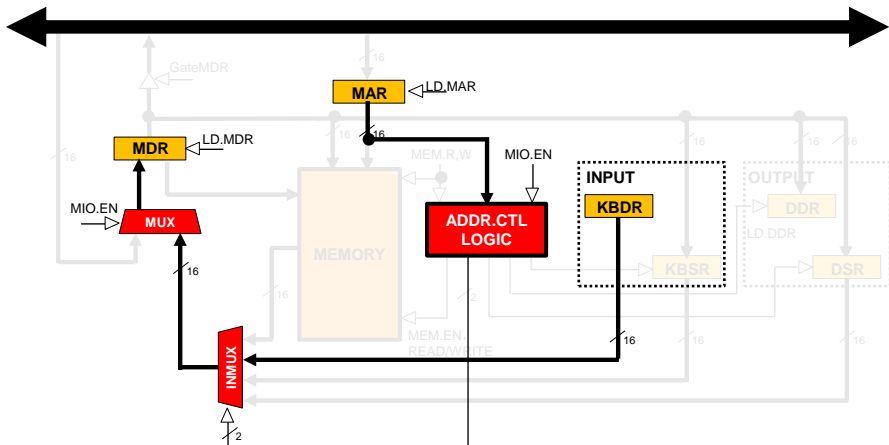 16
GateMDR
MAR
LD.MAR
16
MDR
LD.MDR
16
16
16
16
16
MEM.R,W
MIO.EN
INPUT
OUTPUT
KBDR
DDR
MIO.EN
MUX
ADDR.CTL
LOGIC
LD.DDR
MEMORY
KBSR
DSR
16
16
2
MEM.EN,
READ/WRITE
16
16
16
INMUX
2